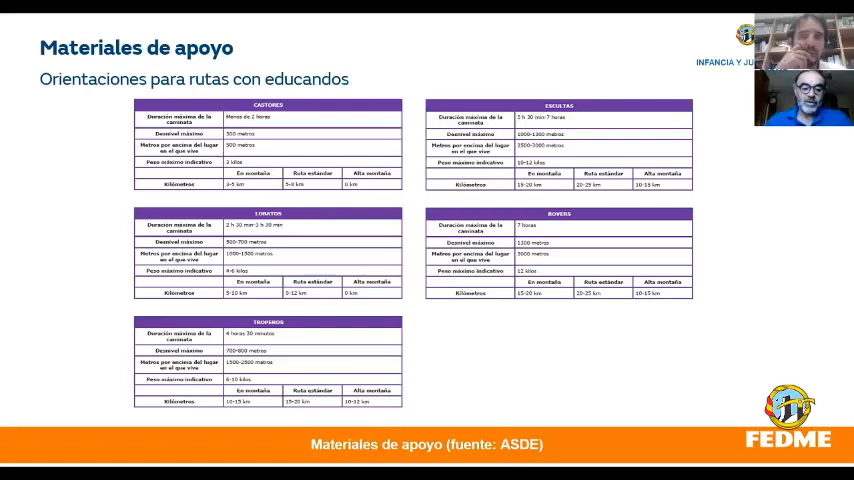 Materiales de apoyo
Orientaciones para rutas con educandos
INFANCIA Y JU
CASTORES
Duración máxima de la caminata Menos de 2 horas
Desnivel máximo 300 metros
Metros por encima del lugar en el que vive 500 metros
Peso máximo indicativo 3 kilos
En montaña Ruta estándar Alta montaña
Kilómetros 3-5 km 5-8 km 0 km
LOBATOS
Duración máxima de la caminata 2 h 30 min-3 h 30 min
Desnivel máximo 500-700 metros
Metros por encima del lugar en el que vive 1000-1500 metros
Peso máximo indicativo 4-6 kilos
En montaña Ruta estándar Alta montaña
Kilómetros 5-10 km 8-12 km 0 km
TROPEROS
Duración máxima de la caminata 4 horas 30 minutos
Desnivel máximo 700-800 metros
Metros por encima del lugar en el que vive 1500-2500 metros
Peso máximo indicativo 6-10 kilos
En montaña Ruta estándar Alta montaña
Kilómetros 10-15 km 15-20 km 10-12 km
ESCULTAS
Duración máxima de la caminata 5 h 30 min-7 horas
Desnivel máximo 1000-1300 metros
Metros por encima del lugar en el que vive 2500-3000 metros
Peso máximo indicativo 10-12 kilos
En montaña Ruta estándar Alta montaña
Kilómetros 15-20 km 20-25 km 10-15 km
ROVERS
Duración máxima de la caminata 7 horas
Desnivel máximo 1300 metros
Metros por encima del lugar en el que vive 3000 metros
Peso máximo indicativo 12 kilos
En montaña Ruta estándar Alta montaña
Kilómetros 15-20 km 20-25 km 10-15 km
FEDME
Materiales de apoyo (fuente: ASDE)